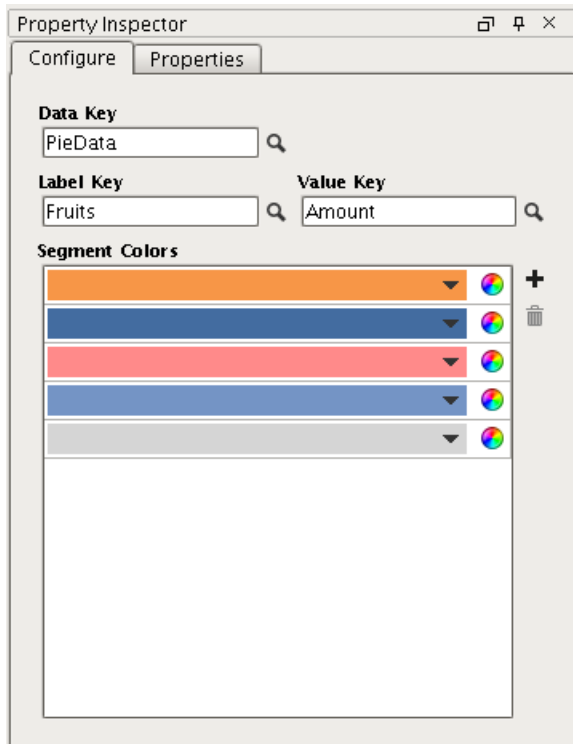 Property Inspector
Configure Properties
Data Key
PieData
Label Key Value Key
Fruits Amount
Segment Colors